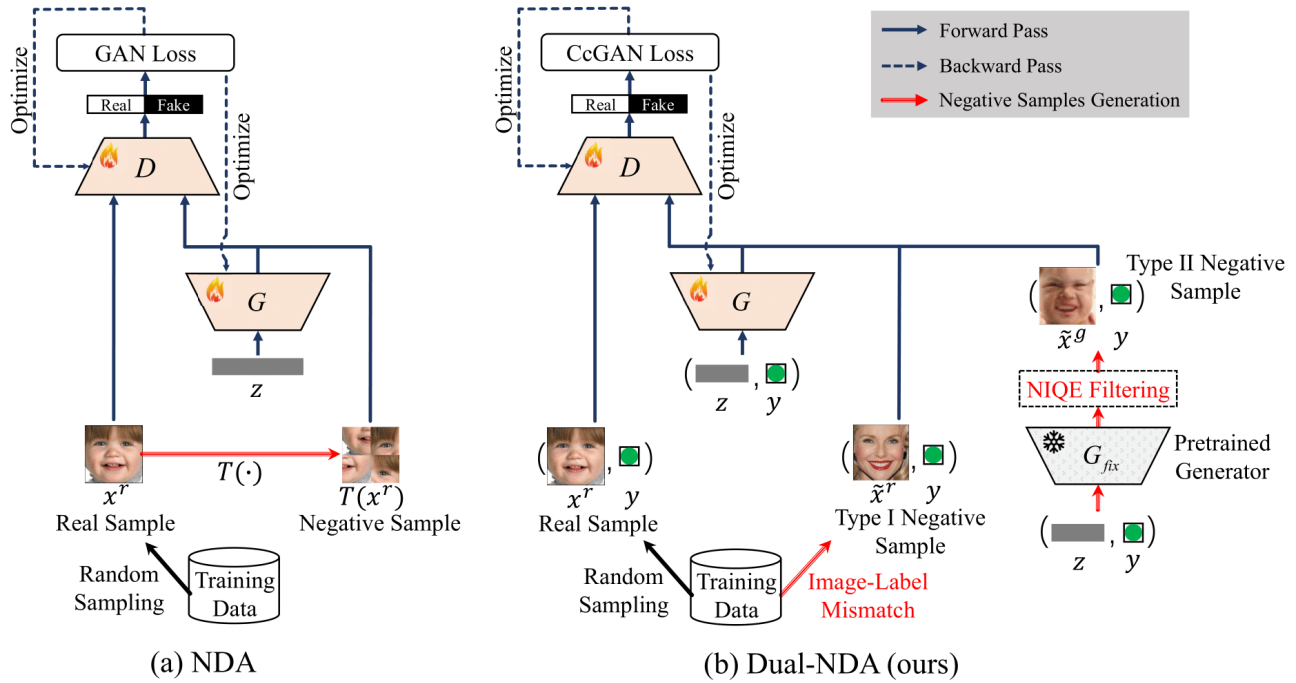 GAN Loss
Real Fake
Optimize
Optimize
D
G
z
x^r
T(·)
T(x^r)
Real Sample
Negative Sample
Random
Sampling
Training
Data
(a) NDA
CcGAN Loss
Real Fake
Optimize
Optimize
D
G
( , )
z y
( , )
x^r y
Real Sample
( , )
x̃^r y
Type I Negative
Sample
Random
Sampling
Training
Data
Image-Label
Mismatch
( , )
x̃^g y
Type II Negative
Sample
NIQE Filtering
G_fix
Pretrained
Generator
( , )
z y
(b) Dual-NDA (ours)
Forward Pass
Backward Pass
Negative Samples Generation